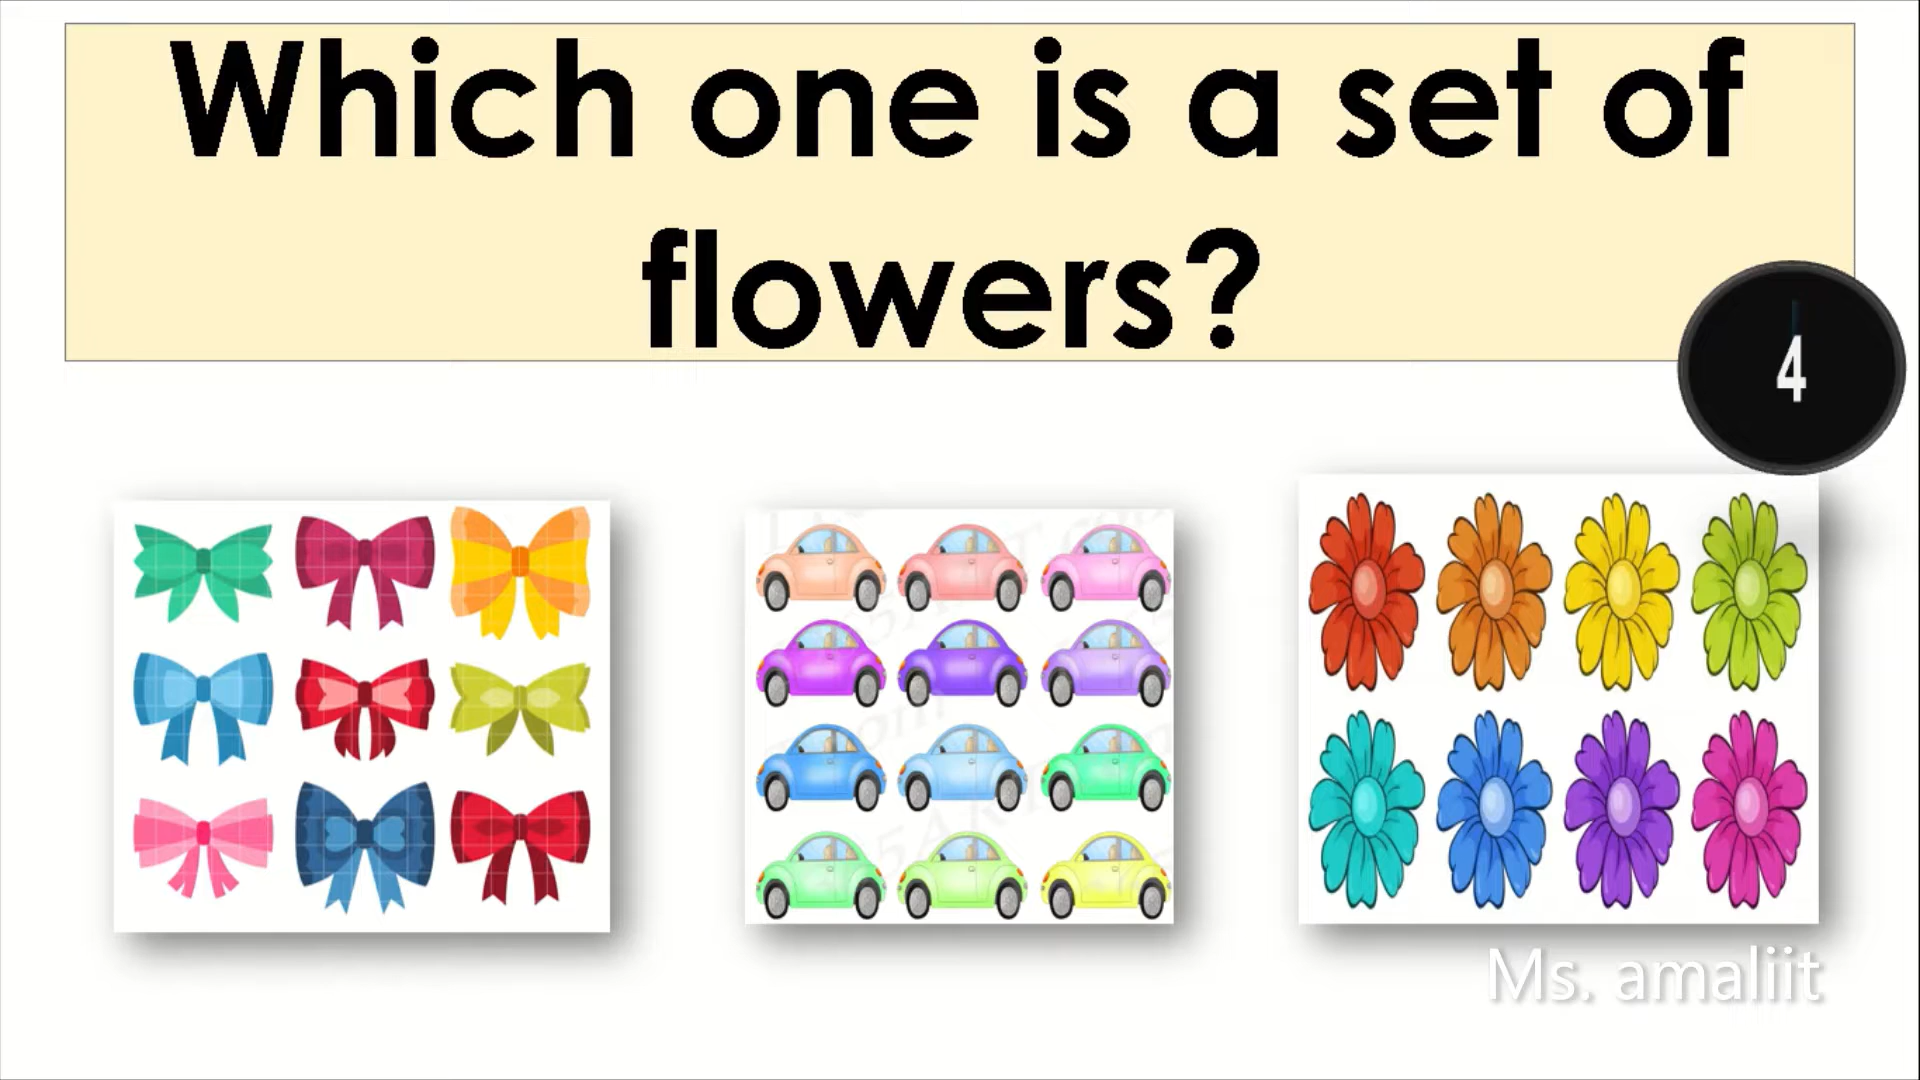 Which one is a set of
flowers?
4
Ms. amaliit